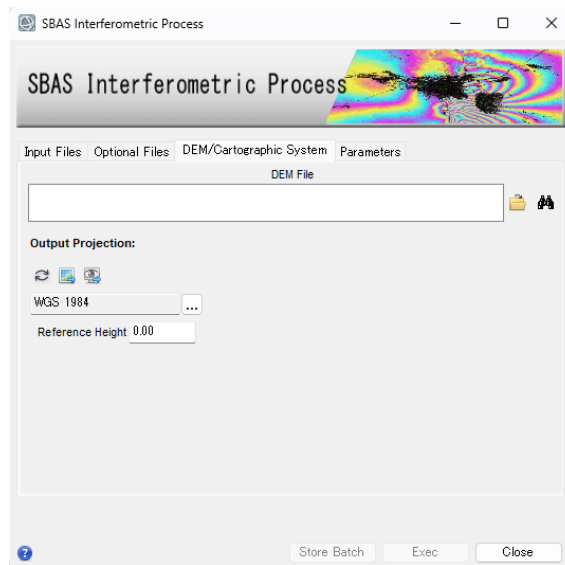 SBAS Interferometric Process
SBAS Interferometric Process
Input Files Optional Files DEM/Cartographic System Parameters
DEM File
Output Projection:
WGS 1984 ...
Reference Height 0.00
Store Batch Exec Close